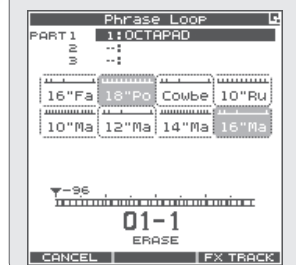 Phrase Loop
PART1 1:OCTAPAD
2 --:
3 --:
16"Fa 18"Po Cowbe 10"Ru
10"Ma 12"Ma 14"Ma 16"Ma
-96
01-1
ERASE
CANCEL FX TRACK